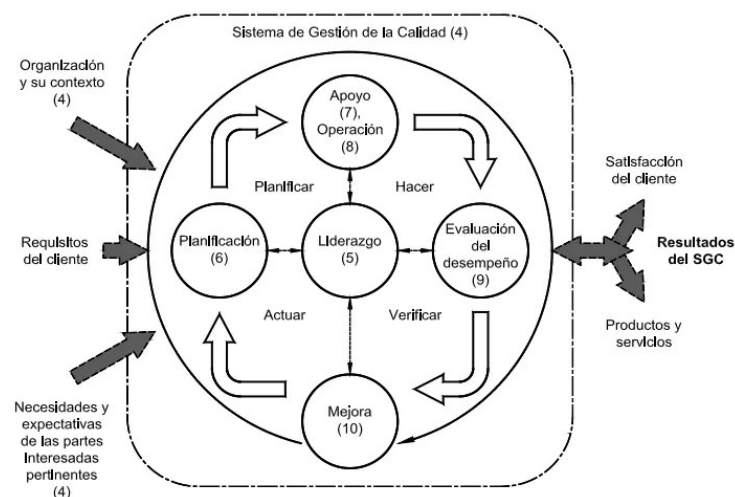 Sistema de Gestión de la Calidad (4)
Organización
y su contexto
(4)
Apoyo
(7),
Operación
(8)
Planificar
Hacer
Satisfacción
del cliente
Requisitos
del cliente
Planificación
(6)
Liderazgo
(5)
Evaluación
del
desempeño
(9)
Resultados
del SGC
Actuar
Verificar
Productos y
servicios
Mejora
(10)
Necesidades y
expectativas
de las partes
interesadas
pertinentes
(4)